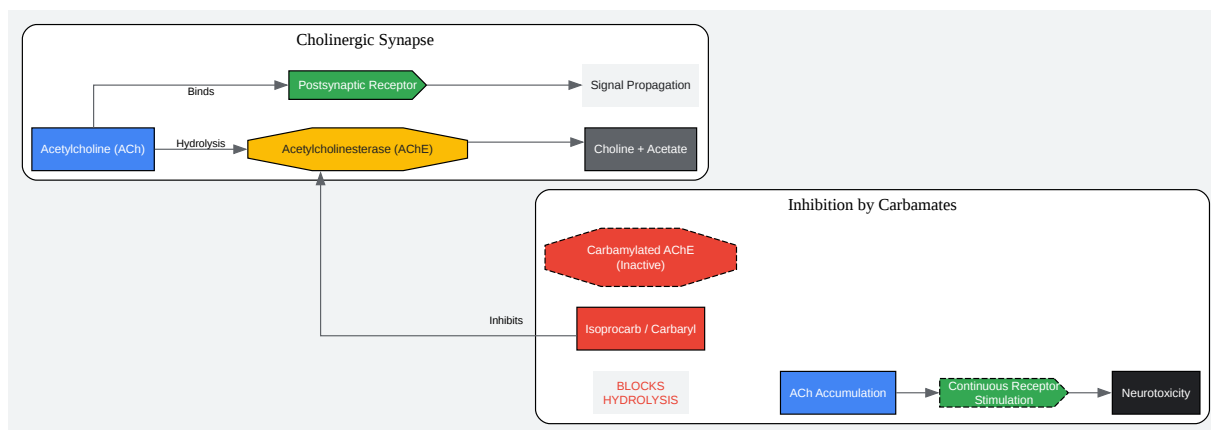 Cholinergic Synapse
Postsynaptic Receptor
Signal Propagation
Binds
Acetylcholine (ACh)
Hydrolysis
Acetylcholinesterase (AChE)
Choline + Acetate
Inhibition by Carbamates
Carbamylated AChE
(Inactive)
Inhibits
Isoprocarb / Carbaryl
BLOCKS
HYDROLYSIS
ACh Accumulation
Continuous Receptor
Stimulation
Neurotoxicity